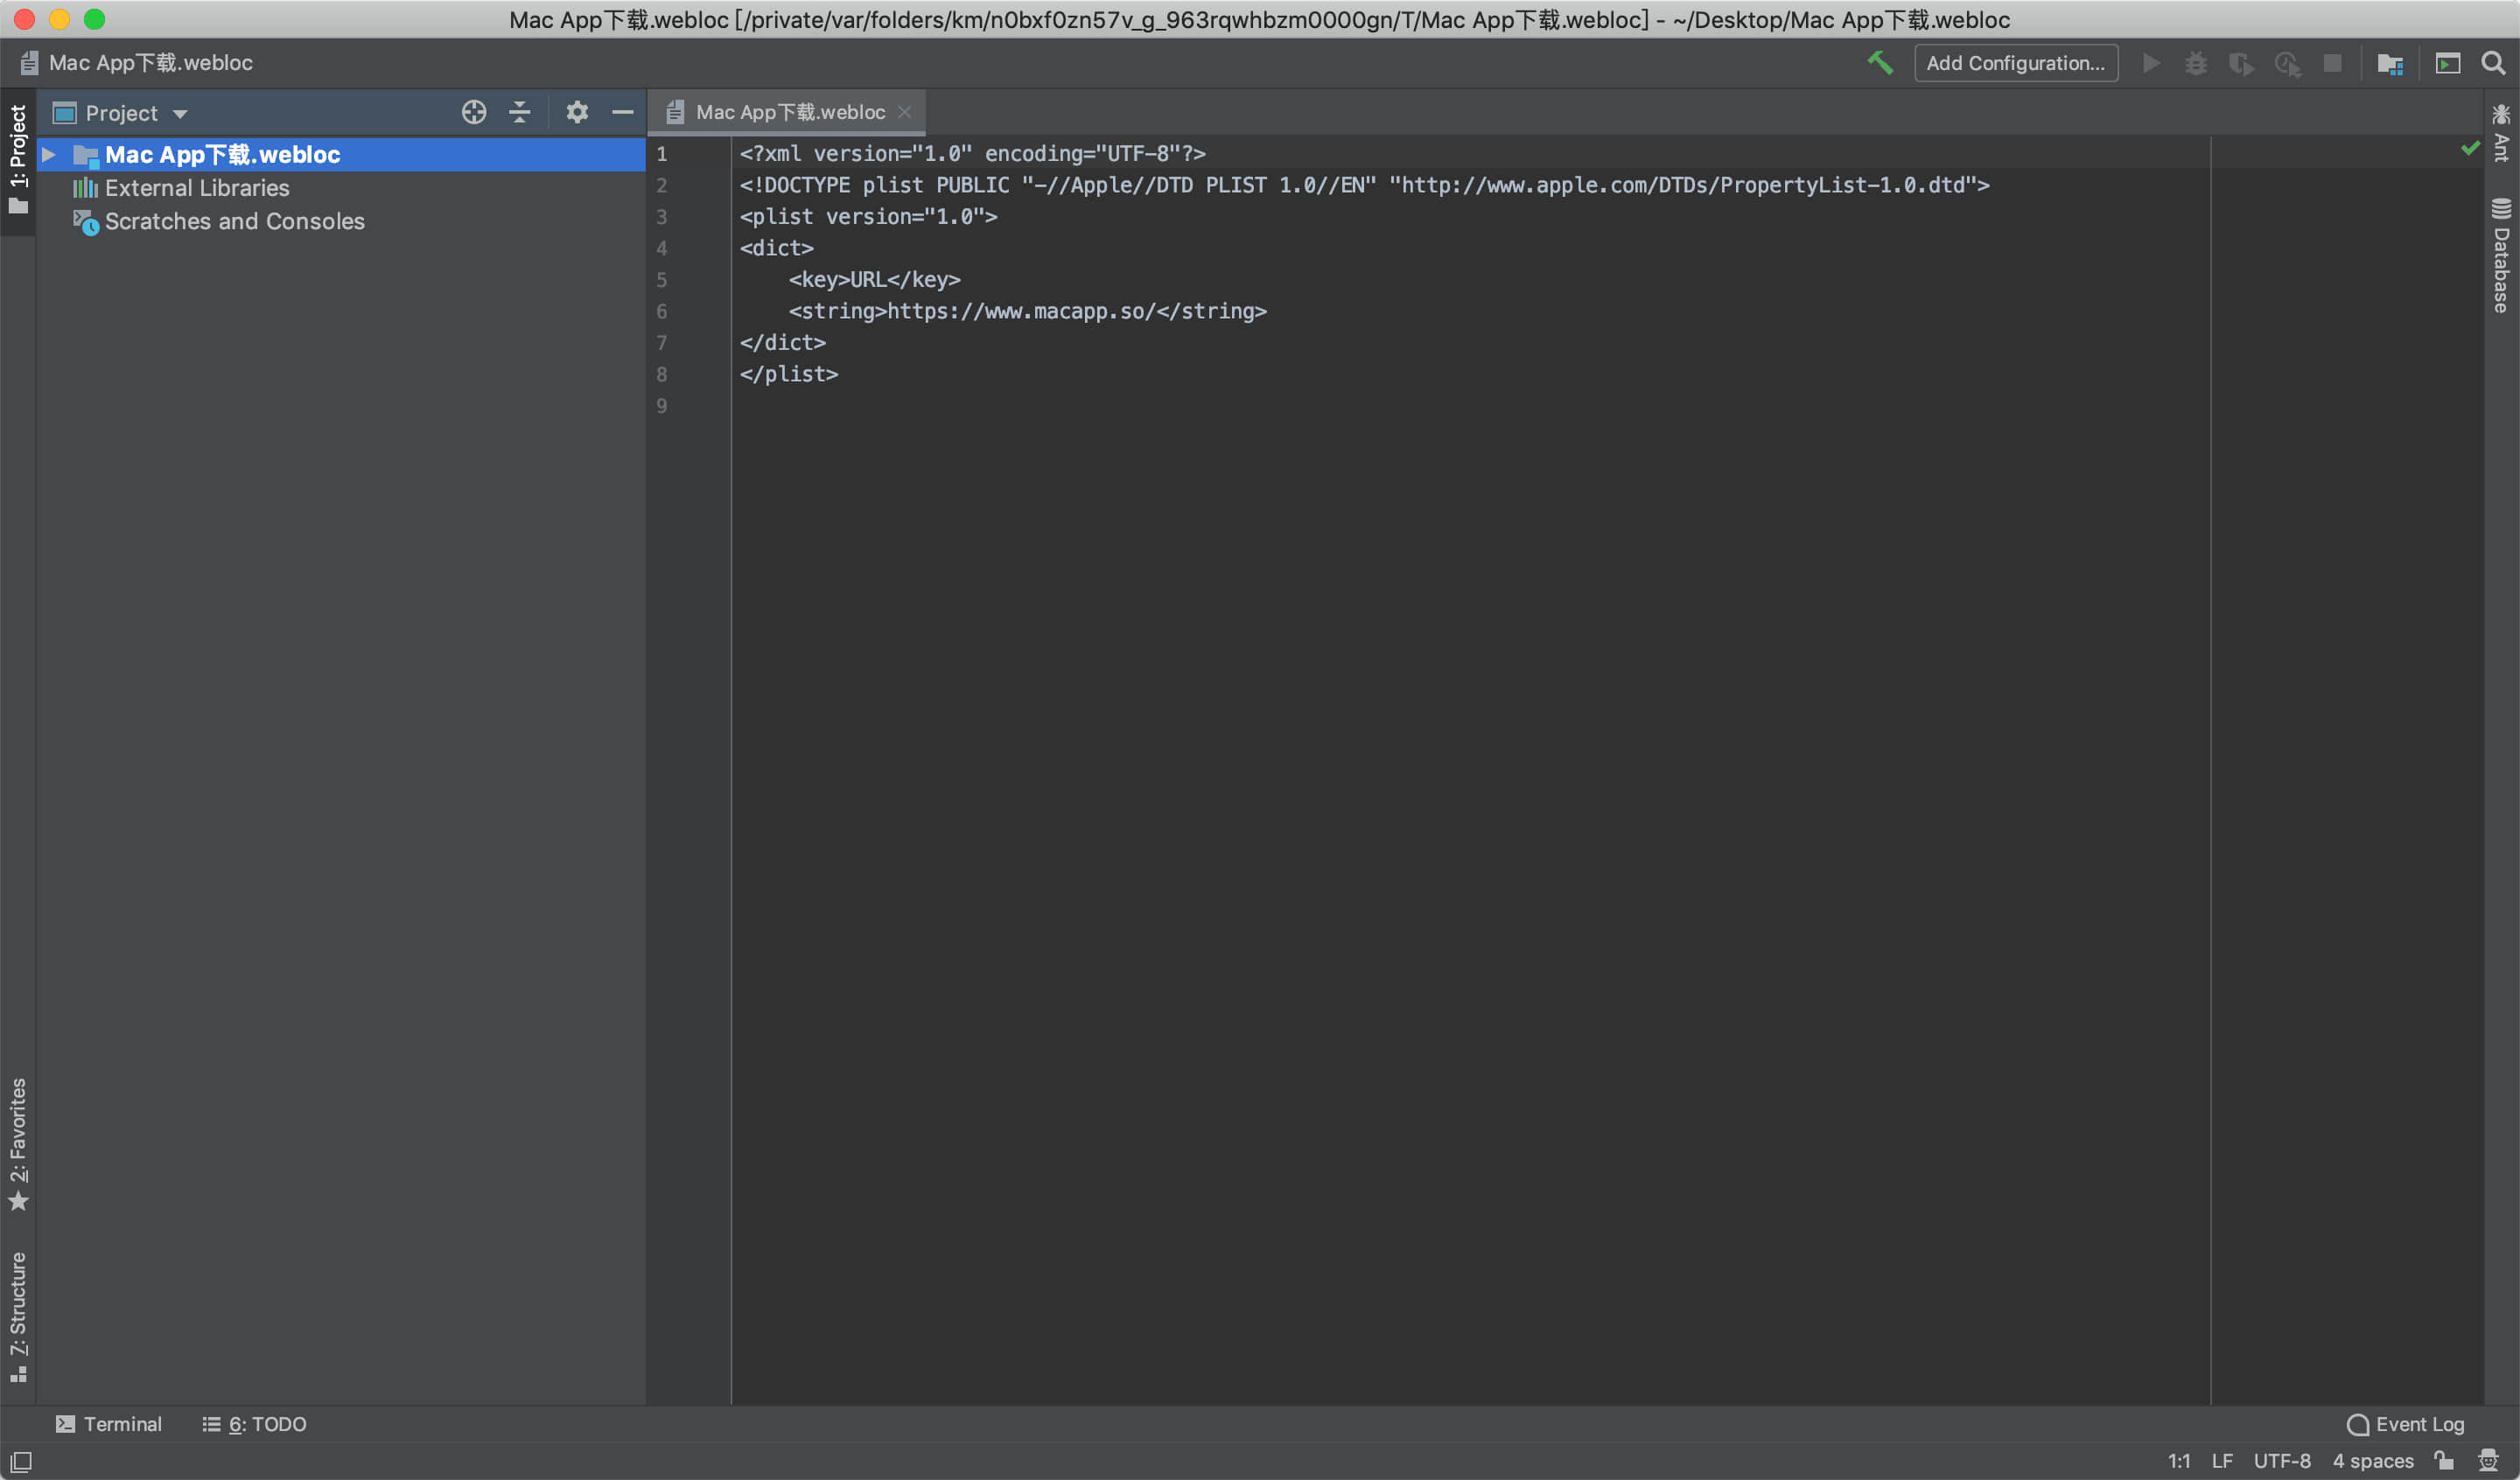 Mac App下载.webloc [/private/var/folders/km/n0bxf0zn57v_g_963rqwhbzm0000gn/T/Mac App下载.webloc] - ~/Desktop/Mac App下载.webloc
Mac App下载.webloc
Add Configuration...
1: Project
Project
Mac App下载.webloc
External Libraries
Scratches and Consoles
Mac App下载.webloc
1 <?xml version="1.0" encoding="UTF-8"?>
2 <!DOCTYPE plist PUBLIC "-//Apple//DTD PLIST 1.0//EN" "http://www.apple.com/DTDs/PropertyList-1.0.dtd">
3 <plist version="1.0">
4 <dict>
5     <key>URL</key>
6     <string>https://www.macapp.so/</string>
7 </dict>
8 </plist>
9
Ant
Database
2: Favorites
7: Structure
Terminal
6: TODO
Event Log
1:1 LF UTF-8 4 spaces